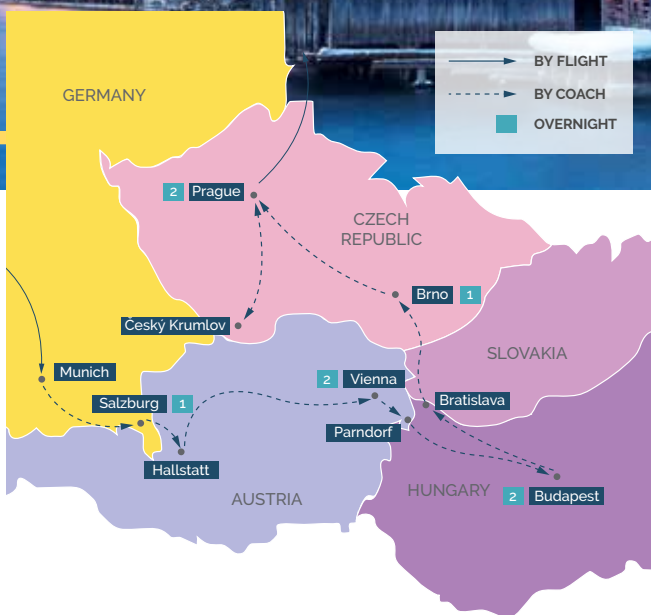 BY FLIGHT
BY COACH
OVERNIGHT
GERMANY
2 Prague
CZECH
REPUBLIC
Brno 1
Český Krumlov
SLOVAKIA
Munich
2 Vienna
Salzburg 1
Bratislava
Parndorf
Hallstatt
AUSTRIA
HUNGARY
2 Budapest